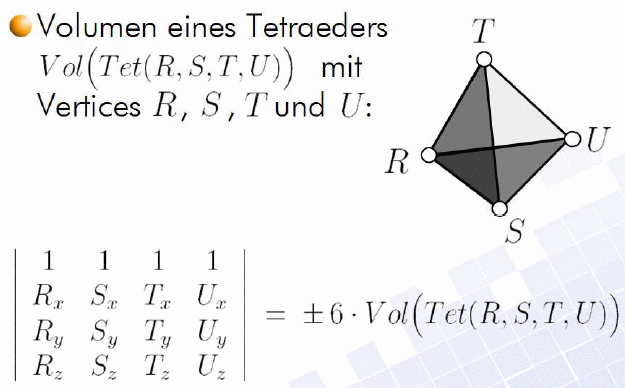 Volumen eines Tetraeders
Vol(Tet(R, S, T, U)) mit
Vertices R, S, T und U:
T
R
U
S
1 1 1 1
R_x S_x T_x U_x
R_y S_y T_y U_y
R_z S_z T_z U_z
= ±6 · Vol(Tet(R, S, T, U))